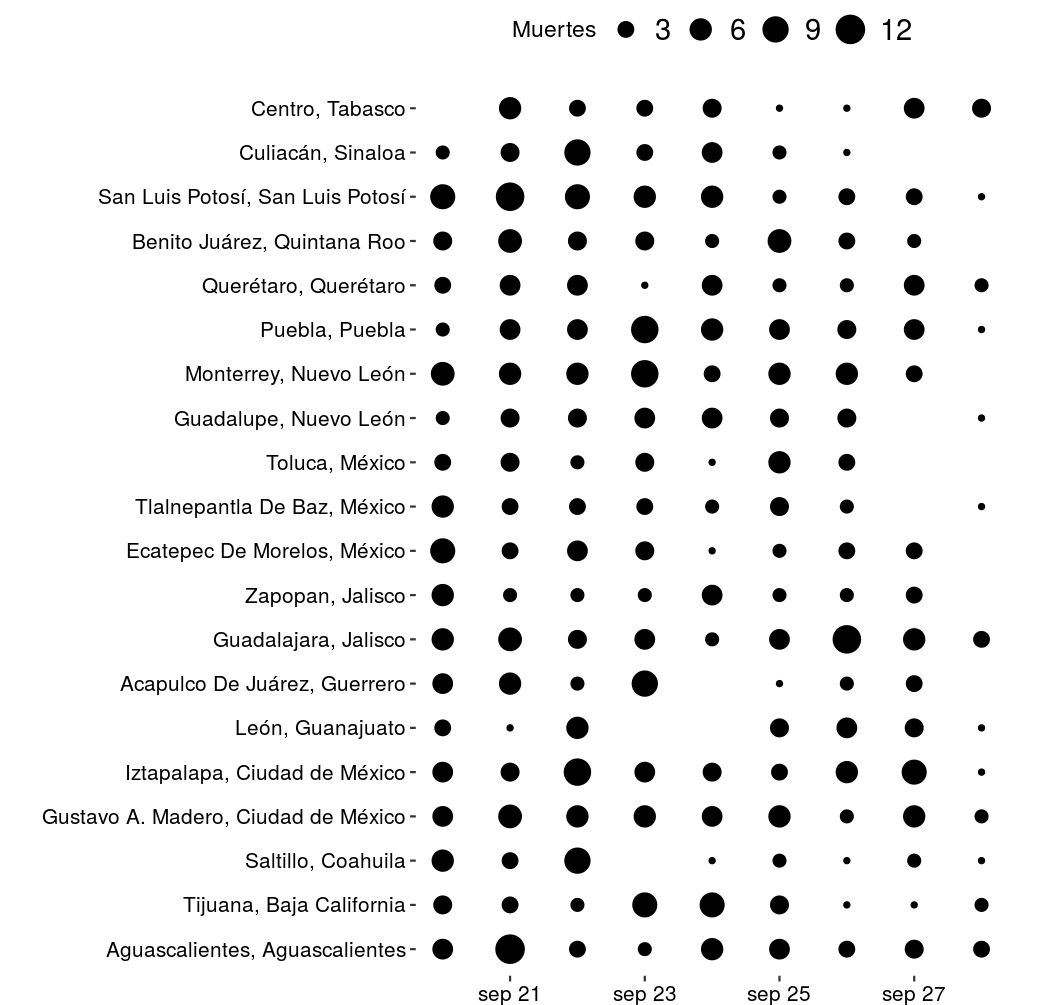 Muertes 3 6 9 12
Centro, Tabasco
Culiacán, Sinaloa
San Luis Potosí, San Luis Potosí
Benito Juárez, Quintana Roo
Querétaro, Querétaro
Puebla, Puebla
Monterrey, Nuevo León
Guadalupe, Nuevo León
Toluca, México
Tlalnepantla De Baz, México
Ecatepec De Morelos, México
Zapopan, Jalisco
Guadalajara, Jalisco
Acapulco De Juárez, Guerrero
León, Guanajuato
Iztapalapa, Ciudad de México
Gustavo A. Madero, Ciudad de México
Saltillo, Coahuila
Tijuana, Baja California
Aguascalientes, Aguascalientes
sep 21 sep 23 sep 25 sep 27